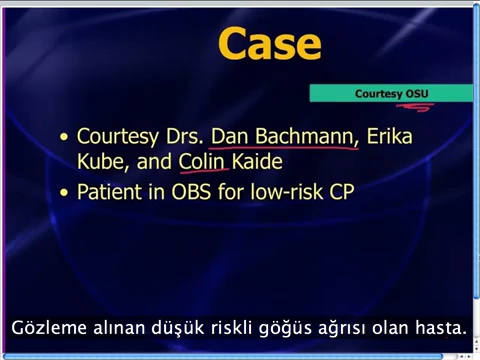 Case
Courtesy OSU
• Courtesy Drs. Dan Bachmann, Erika
Kube, and Colin Kaide
• Patient in OBS for low-risk CP
Gözleme alınan düşük riskli göğüs ağrısı olan hasta.